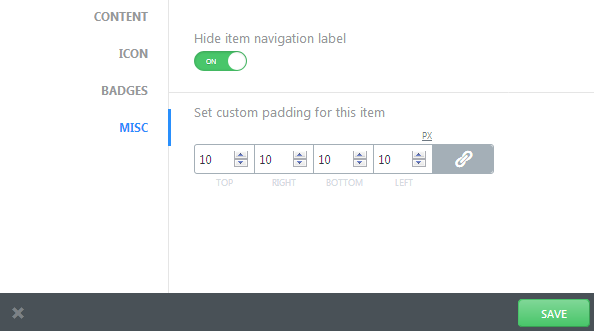 CONTENT
Hide item navigation label
ICON
ON
BADGES
Set custom padding for this item
MISC
PX
10 10 10 10
TOP RIGHT BOTTOM LEFT
SAVE